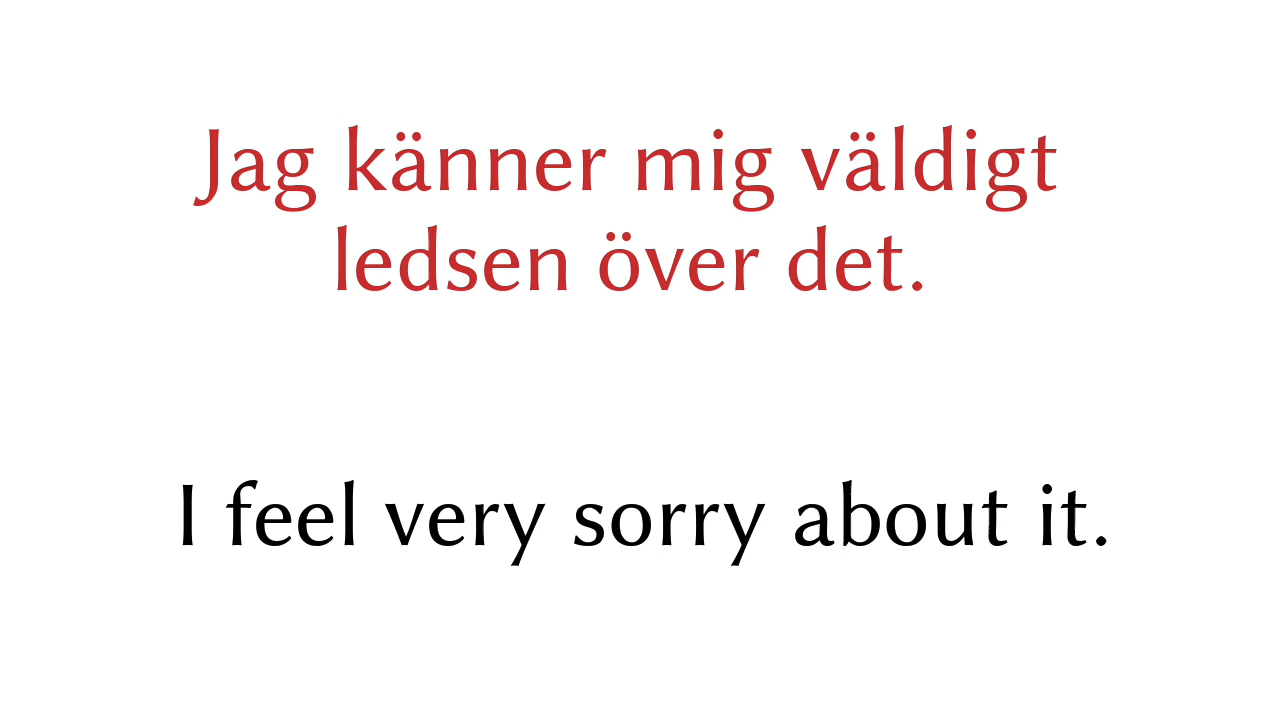 Jag känner mig väldigt
ledsen över det.
I feel very sorry about it.